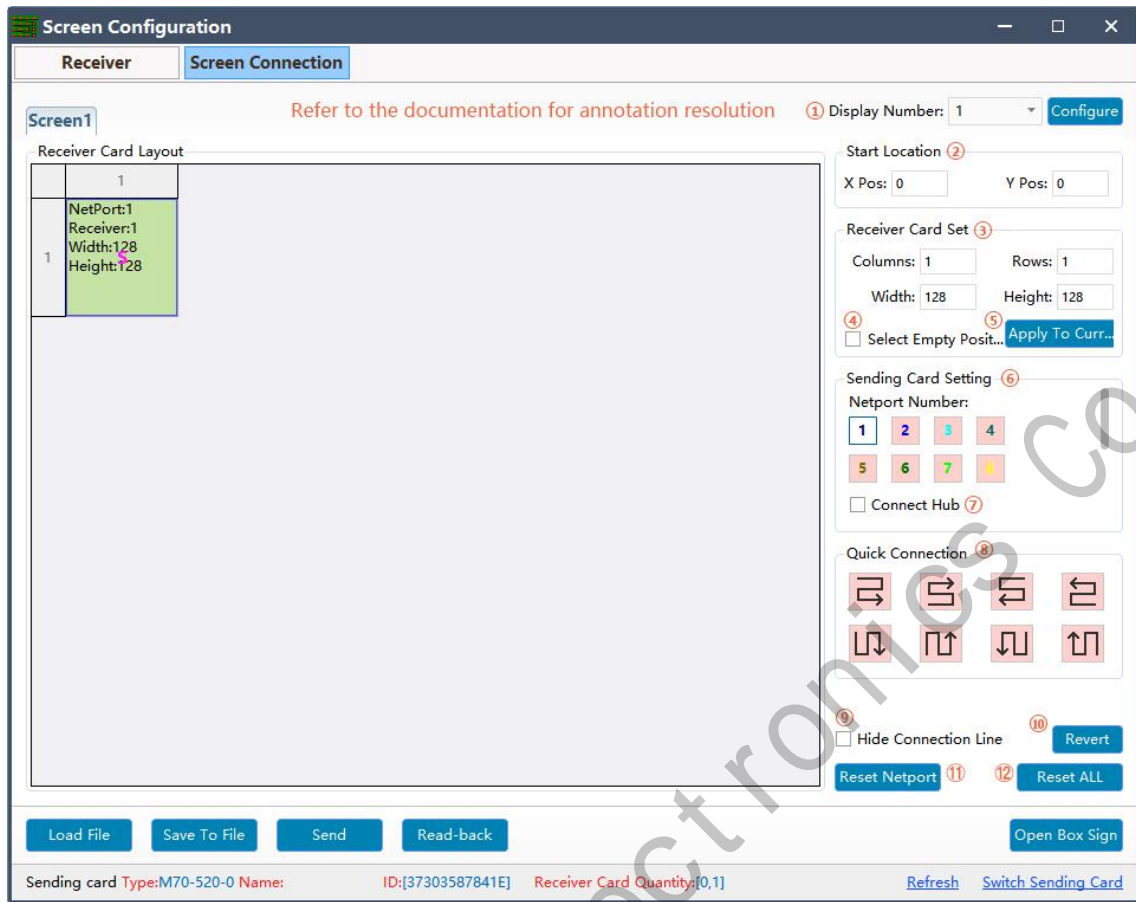 Screen Configuration
Receiver Screen Connection
Screen1
Refer to the documentation for annotation resolution
① Display Number: 1 Configure
Receiver Card Layout
1
1
NetPort:1
Receiver:1
Width:128
Height:128
S
Start Location ②
X Pos: 0 Y Pos: 0
Receiver Card Set ③
Columns: 1 Rows: 1
Width: 128 Height: 128
④ Select Empty Posit... ⑤ Apply To Curr...
Sending Card Setting ⑥
Netport Number:
1 2 3 4
5 6 7 8
Connect Hub ⑦
Quick Connection ⑧
⑨ Hide Connection Line ⑩ Revert
Reset Netport ⑪ ⑫ Reset ALL
Load File Save To File Send Read-back Open Box Sign
Sending card Type:M70-520-0 Name: ID:[37303587841E] Receiver Card Quantity:[0,1] Refresh Switch Sending Card
ctronics Co